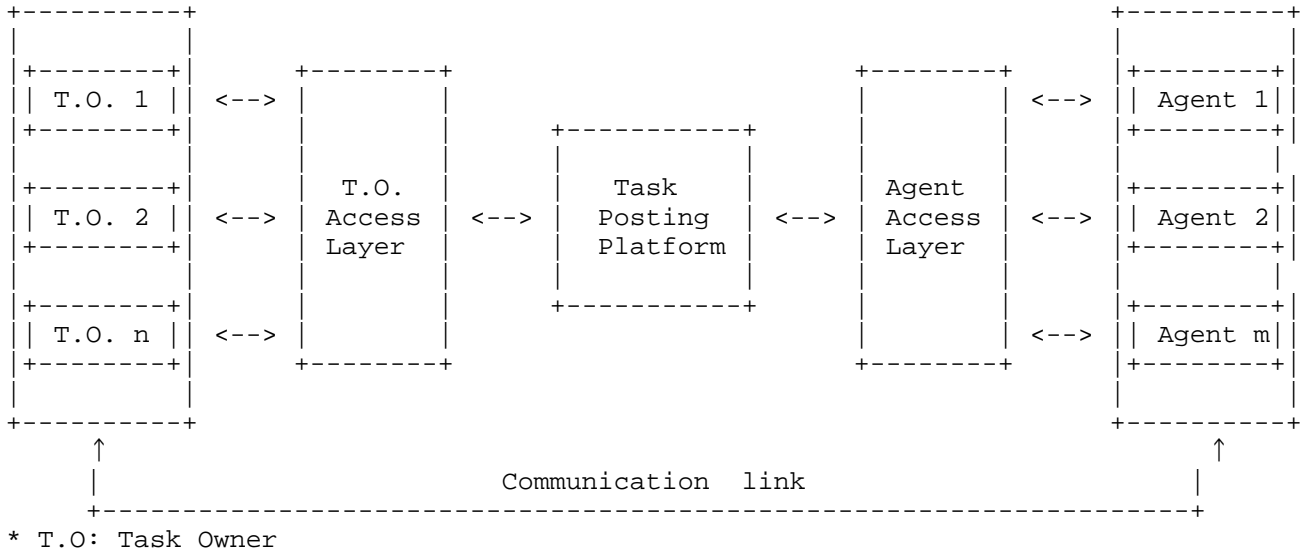 T.O. 1 <--> <--> Agent 1
T.O. 2 <--> T.O. Access Layer <--> Task Posting Platform <--> Agent Access Layer <--> Agent 2
T.O. n <--> <--> Agent m
Communication link
* T.O: Task Owner